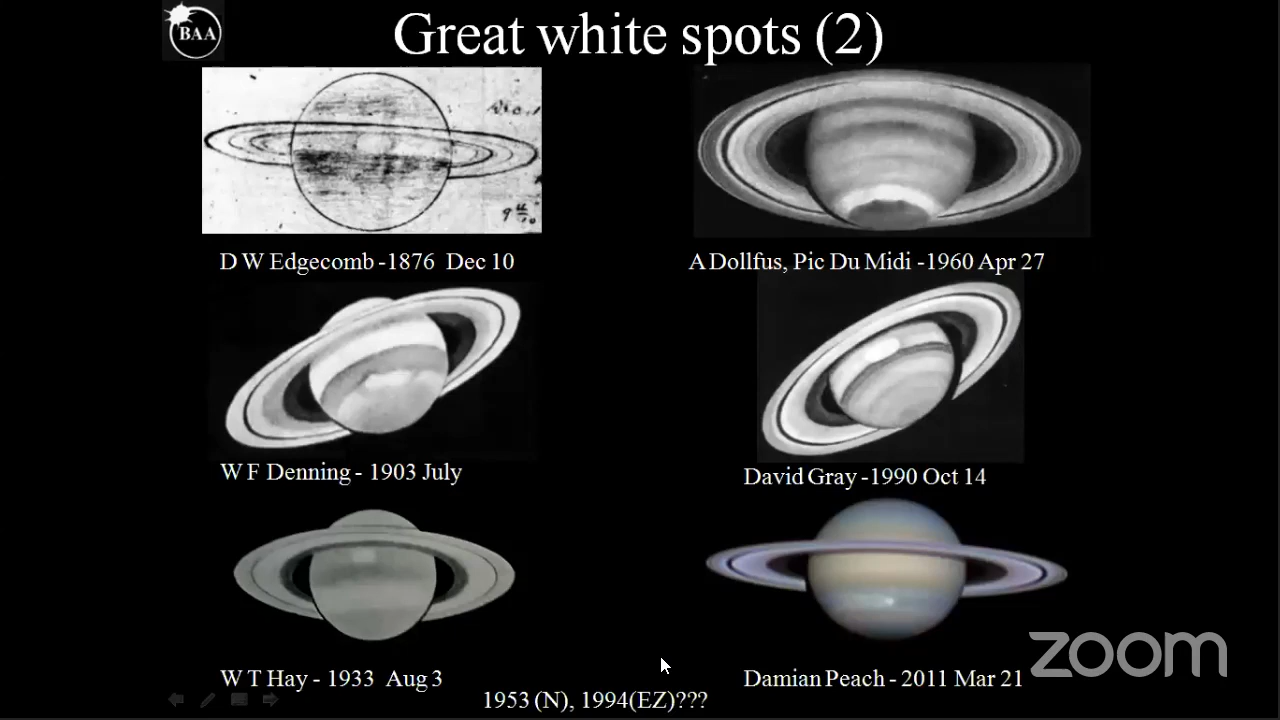 BAA
Great white spots (2)
D W Edgecomb -1876 Dec 10
A Dollfus, Pic Du Midi -1960 Apr 27
W F Denning - 1903 July
David Gray -1990 Oct 14
W T Hay - 1933 Aug 3
Damian Peach - 2011 Mar 21
1953 (N), 1994(EZ)???
zoom